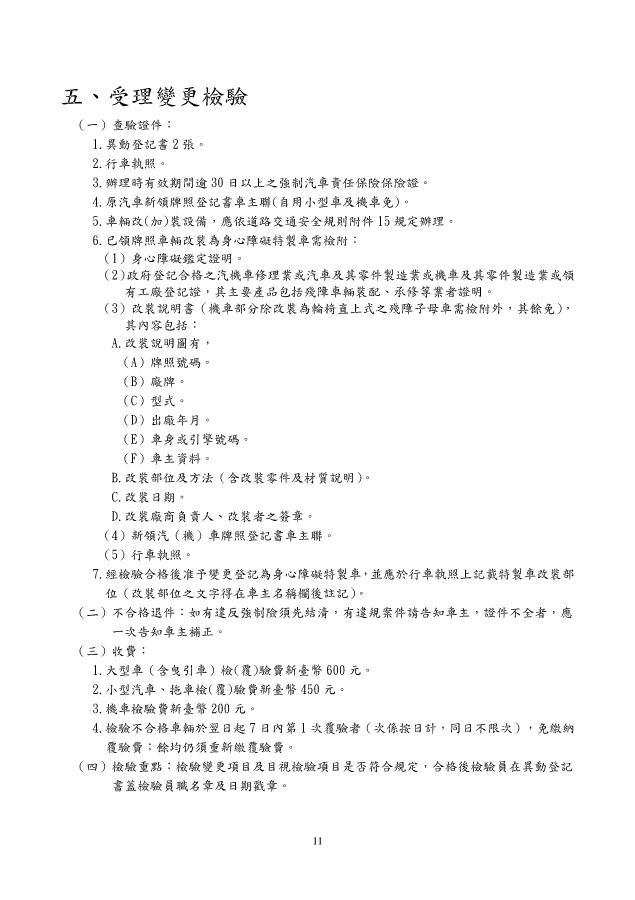 五、受理變更檢驗
（一）查驗證件：
1.異動登記書 2 張。
2.行車執照。
3.辦理時有效期間逾 30 日以上之強制汽車責任保險保險證。
4.原汽車新領牌照登記書車主聯(自用小型車及機車免)。
5.車輛改(加)裝設備，應依道路交通安全規則附件 15 規定辦理。
6.已領牌照車輛改裝為身心障礙特製車需檢附：
（1）身心障礙鑑定證明。
（2)政府登記合格之汽機車修理業或汽車及其零件製造業或機車及其零件製造業或領
有工廠登記證，其主要產品包括殘障車輛裝配、承修等業者證明。
（3）改裝說明書（機車部分除改裝為輪椅直上式之殘障子母車需檢附外，其餘免)，
其內容包括：
A.改裝說明圖有，
（A）牌照號碼。
（B）廠牌。
（C）型式。
（D）出廠年月。
（E）車身或引擎號碼。
（F）車主資料。
B.改裝部位及方法（含改裝零件及材質說明)。
C.改裝日期。
D.改裝廠商負責人、改裝者之簽章。
（4）新領汽（機）車牌照登記書車主聯。
（5）行車執照。
7.經檢驗合格後准予變更登記為身心障礙特製車，並應於行車執照上記載特製車改裝部
位（改裝部位之文字得在車主名稱欄後註記)。
（二）不合格退件：如有違反強制險須先結清，有違規案件請告知車主，證件不全者，應
一次告知車主補正。
（三）收費：
1.大型車（含曳引車）檢(覆)驗費新臺幣 600 元。
2.小型汽車、拖車檢(覆)驗費新臺幣 450 元。
3.機車檢驗費新臺幣 200 元。
4.檢驗不合格車輛於翌日起 7 日內第 1 次覆驗者（次係按日計，同日不限次），免繳納
覆驗費；餘均仍須重新繳覆驗費。
（四）檢驗重點：檢驗變更項目及目視檢驗項目是否符合規定，合格後檢驗員在異動登記
書蓋檢驗員職名章及日期戳章。
11